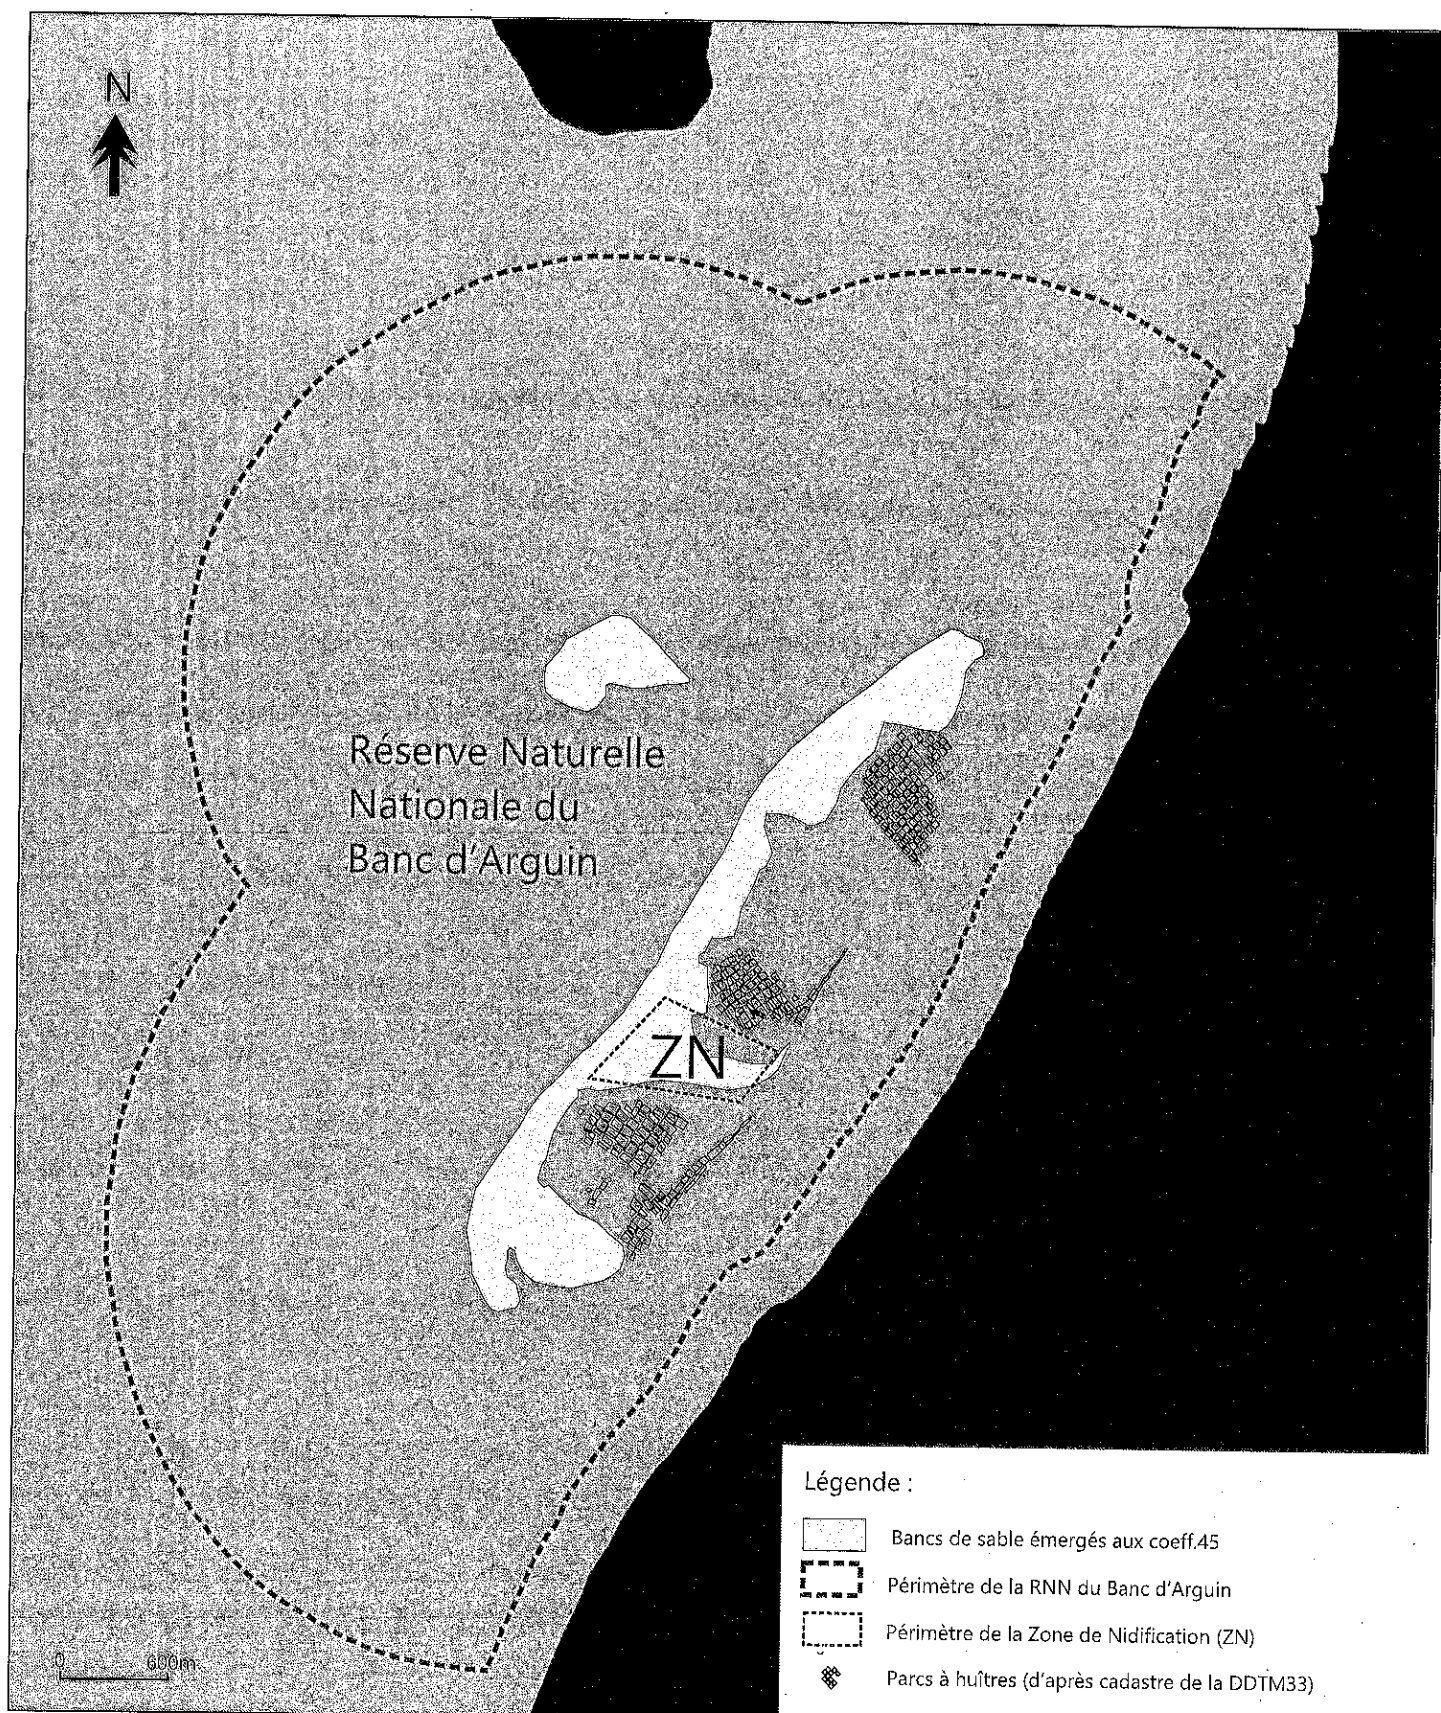 N
Réserve Naturelle
Nationale du
Banc d'Arguin
ZN
Légende :
Bancs de sable émergés aux coeff.45
Périmètre de la RNN du Banc d'Arguin
Périmètre de la Zone de Nidification (ZN)
Parcs à huîtres (d'après cadastre de la DDTM33)
0 600m